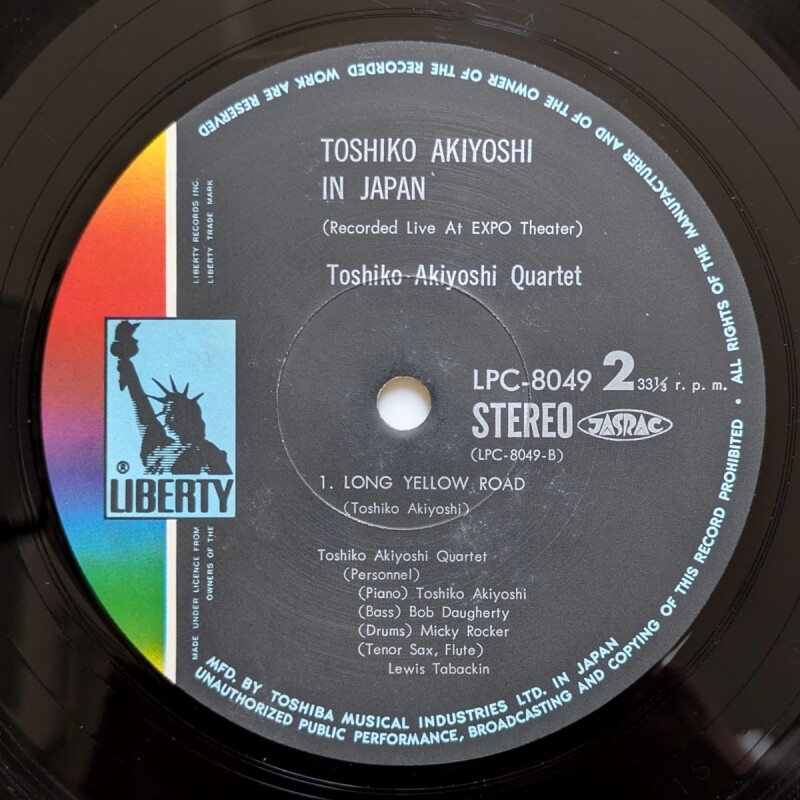 TOSHIKO AKIYOSHI
IN JAPAN
(Recorded Live At EXPO Theater)
Toshiko Akiyoshi Quartet
LPC-8049 2 33⅓ r. p. m.
STEREO JASRAC
(LPC-8049-B)
1. LONG YELLOW ROAD
(Toshiko Akiyoshi)
Toshiko Akiyoshi Quartet
(Personnel)
(Piano) Toshiko Akiyoshi
(Bass) Bob Daugherty
(Drums) Micky Rocker
(Tenor Sax, Flute)
Lewis Tabackin
® LIBERTY
LIBERTY RECORDS INC.
LIBERTY TRADE MARK
MADE UNDER LICENCE FROM
OWNERS OF THE
MFD. BY TOSHIBA MUSICAL INDUSTRIES LTD. IN JAPAN
UNAUTHORIZED PUBLIC PERFORMANCE, BROADCASTING AND COPYING OF THIS RECORD PROHIBITED • ALL RIGHTS OF THE MANUFACTURER AND OF THE OWNER OF THE RECORDED WORK ARE RESERVED
1S